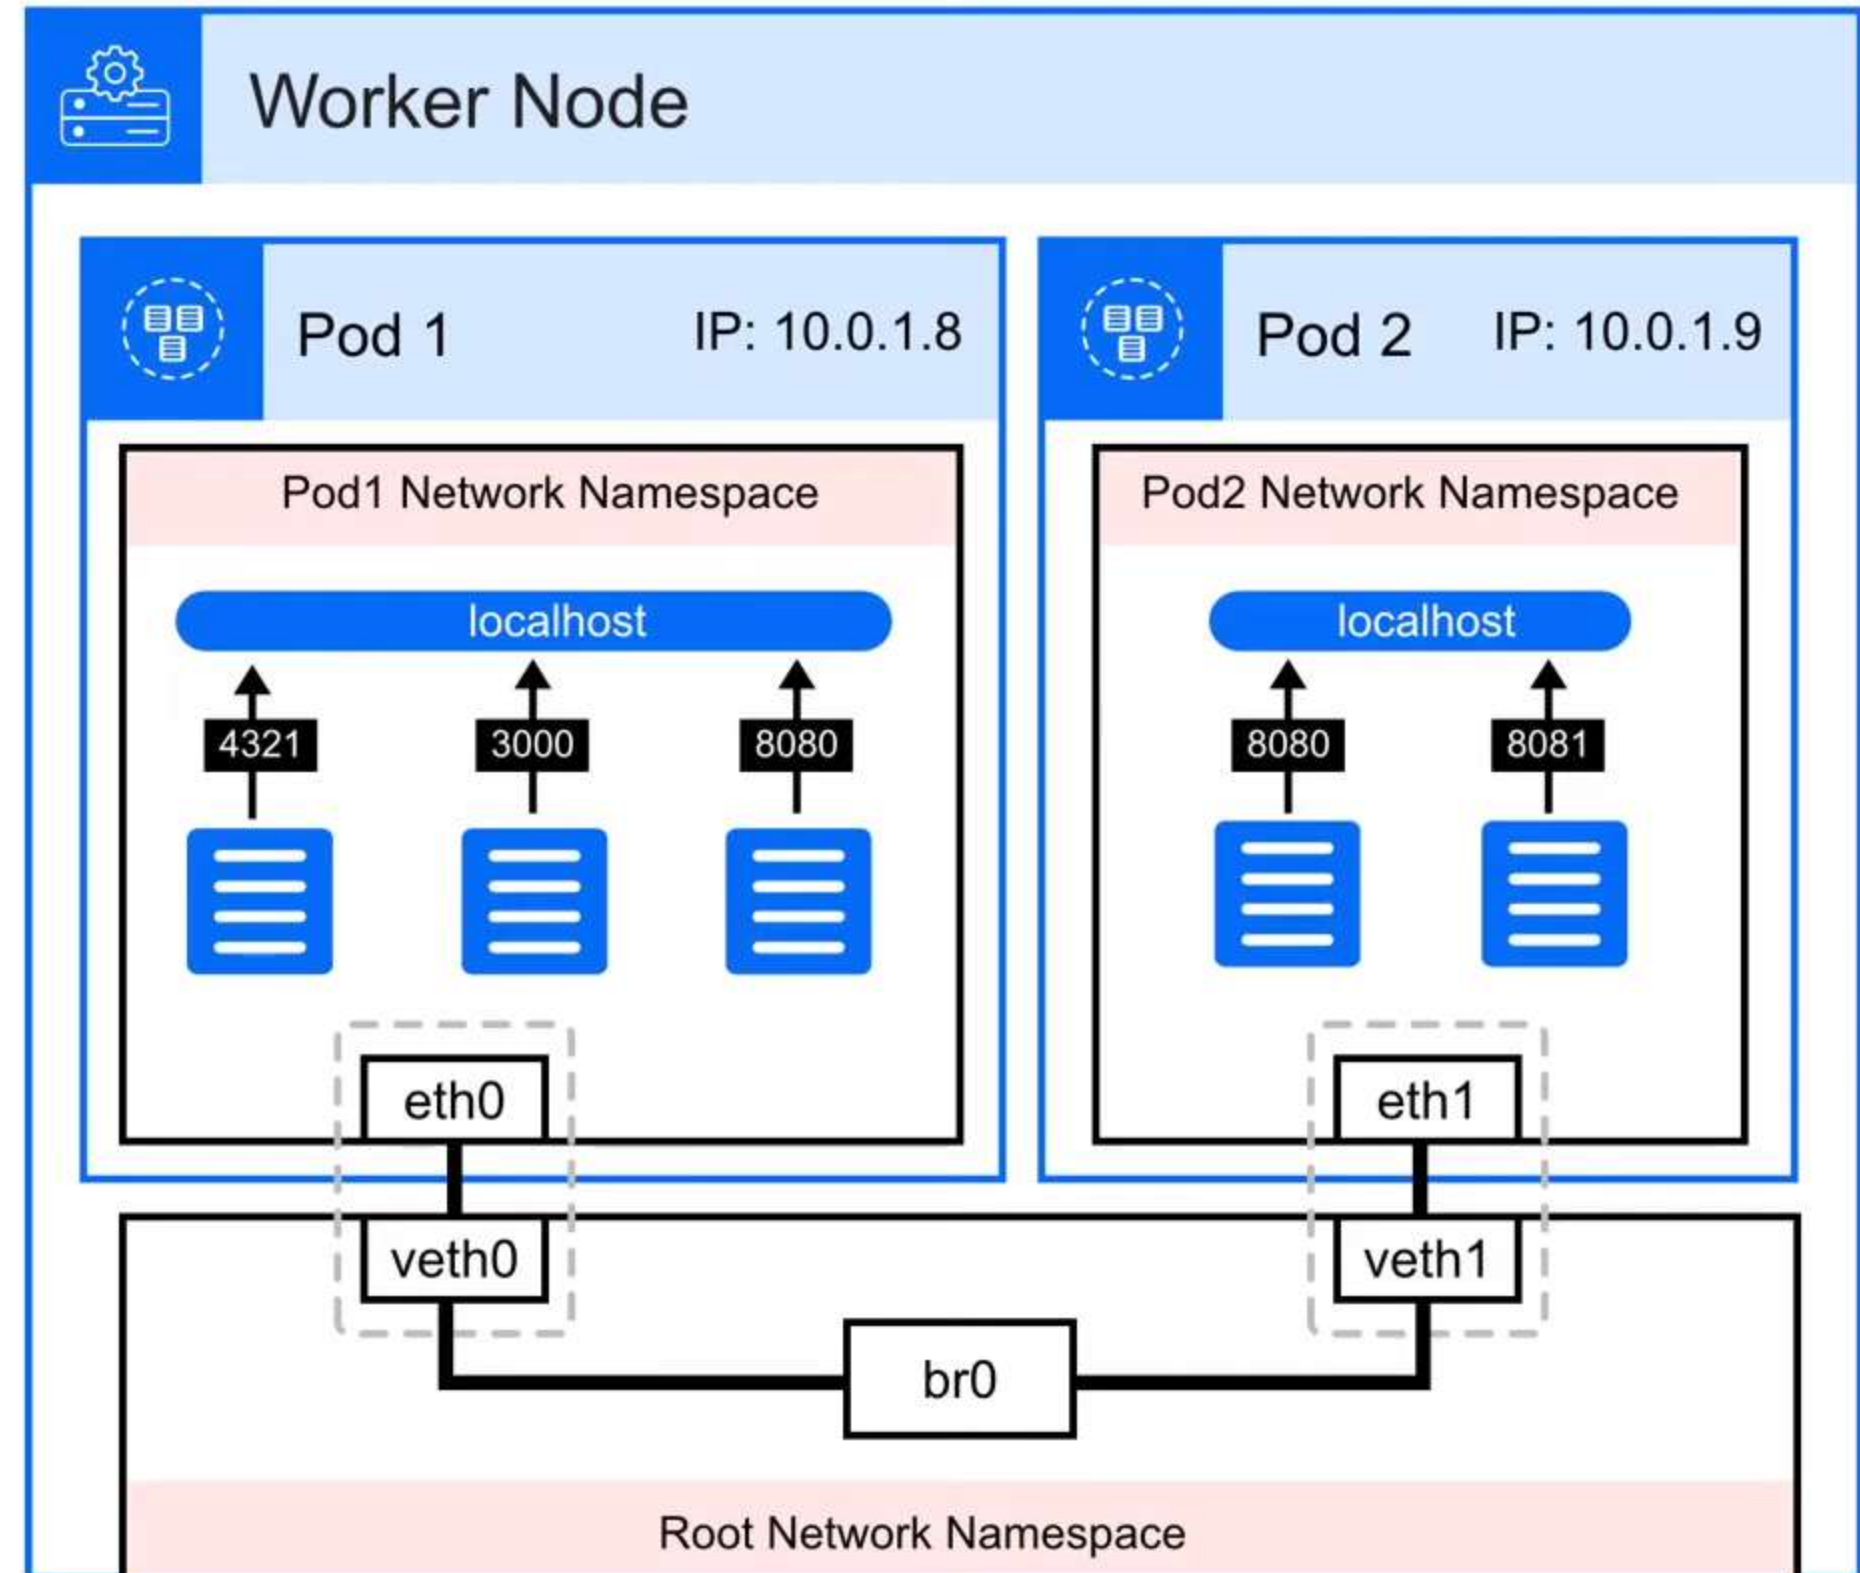 Worker Node
Pod 1 IP: 10.0.1.8
Pod 2 IP: 10.0.1.9
Pod1 Network Namespace
Pod2 Network Namespace
localhost
localhost
4321 3000 8080
8080 8081
eth0
eth1
veth0
veth1
br0
Root Network Namespace